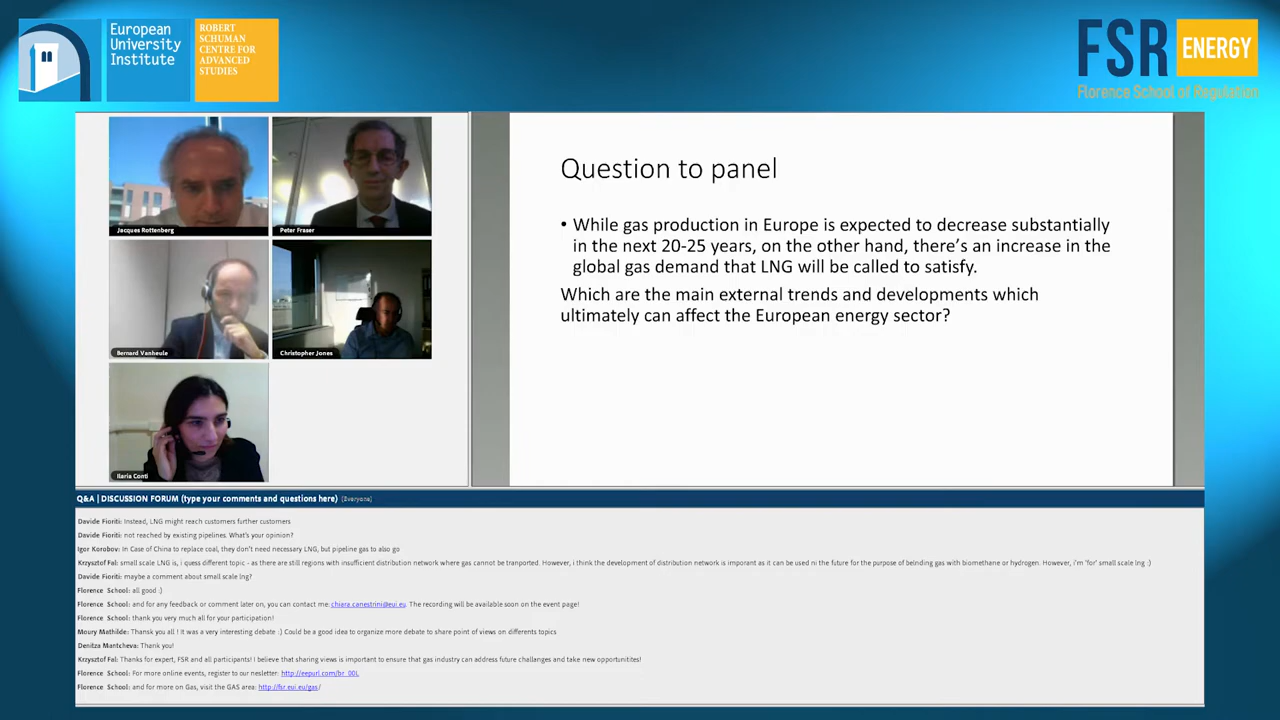 European
University
Institute
ROBERT
SCHUMAN
CENTRE FOR
ADVANCED
STUDIES
FSR ENERGY
Florence School of Regulation
Jacques Rottenberg
Peter Fraser
Bernard Vanheule
Christopher Jones
Ilaria Conti
Question to panel
• While gas production in Europe is expected to decrease substantially
in the next 20-25 years, on the other hand, there's an increase in the
global gas demand that LNG will be called to satisfy.
Which are the main external trends and developments which
ultimately can affect the European energy sector?
Q&A | DISCUSSION FORUM (type your comments and questions here) (Everyone)
Davide Fioriti: Instead, LNG might reach customers further customers
Davide Fioriti: not reached by existing pipelines. What's your opinion?
Igor Korobov: In Case of China to replace coal, they don't need necessary LNG, but pipeline gas to also go
Krzysztof Fal: small scale LNG is, i quess different topic - as there are still regions with insufficient distribution network where gas cannot be tranported. However, i think the development of distribution network is imporant as it can be used ni the future for the purpose of belnding gas with biomethane or hydrogen. However, i'm 'for' small scale lng :)
Davide Fioriti: maybe a comment about small scale lng?
Florence School: all good :)
Florence School: and for any feedback or comment later on, you can contact me: chiara.canestrini@eui.eu. The recording will be available soon on the event page!
Florence School: thank you very much all for your participation!
Moury Mathilde: Thansk you all ! It was a very interesting debate :) Could be a good idea to organize more debate to share point of views on differents topics
Denitza Mantcheva: Thank you!
Krzysztof Fal: Thanks for expert, FSR and all participants! I believe that sharing views is important to ensure that gas industry can address future challenges and take new opportunitites!
Florence School: For more online events, register to our nesletter: http://eepurl.com/br_00L
Florence School: and for more on Gas, visit the GAS area: http://fsr.eui.eu/gas/